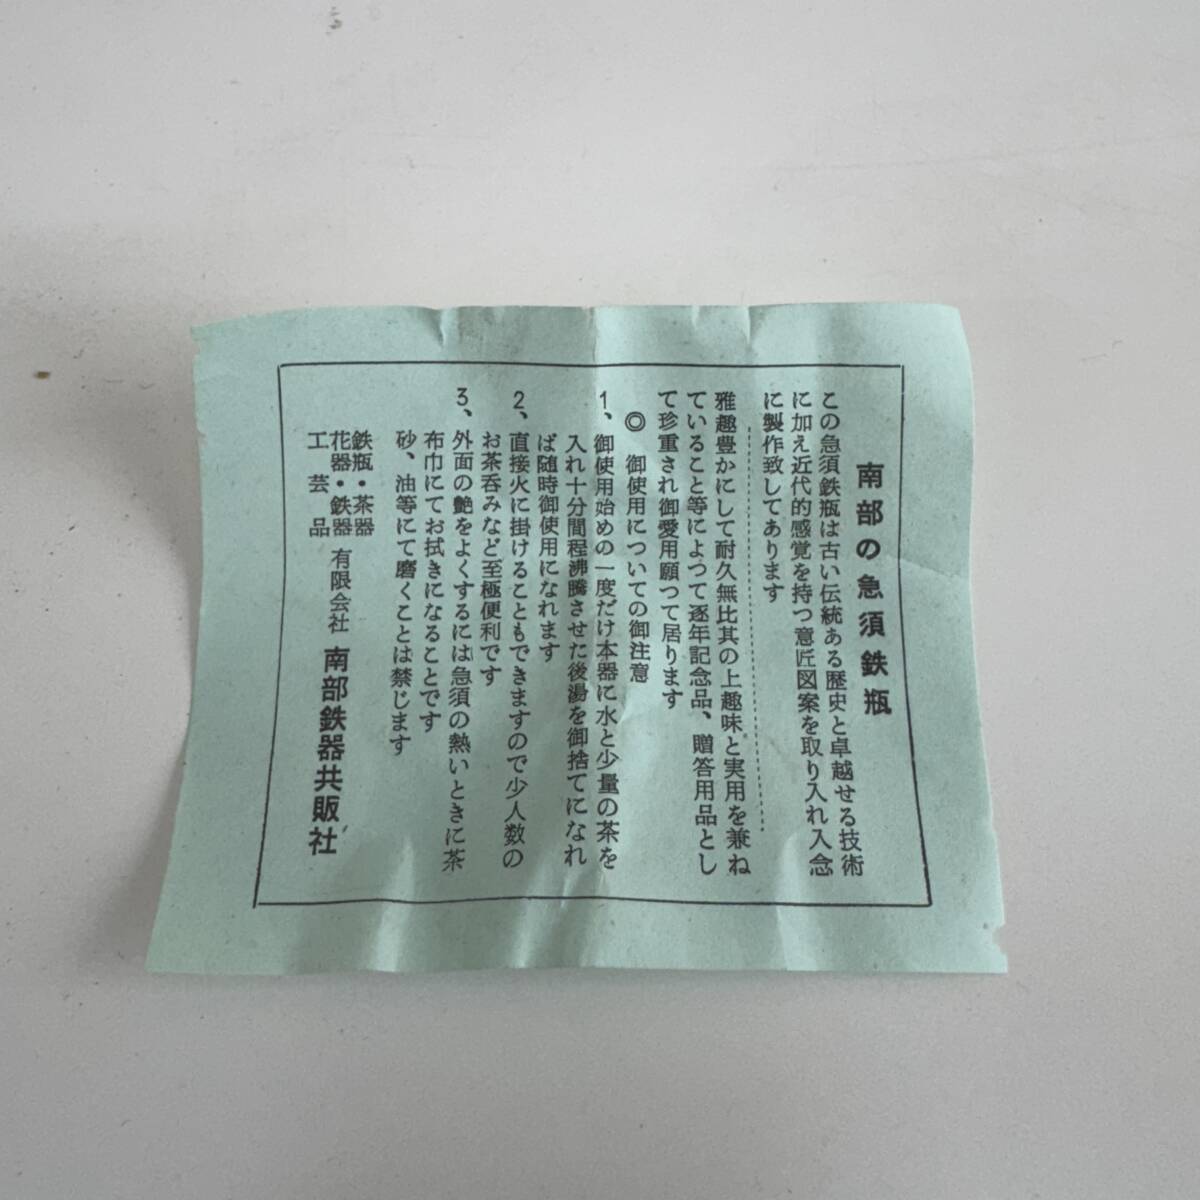 南部の急須鉄瓶
この急須鉄瓶は古い伝統ある歴史と卓越せる技術
に加え近代的感覚を持つ意匠図案を取り入れ入念
に製作致してあります
雅趣豊かにして耐久無比其の上趣味と実用を兼ね
ていること等によつて逐年記念品、贈答用品とし
て珍重され御愛用願つて居ります
◎ 御使用についての御注意
1、御使用始めの一度だけ本器に水と少量の茶を
入れ十分間程沸騰させた後湯を御捨てになれ
ば随時御使用になれます
2、直接火に掛けることもできますので少人数の
お茶呑みなど至極便利です
3、外面の艶をよくするには急須の熱いときに茶
布巾にてお拭きになることです
砂、油等にて磨くことは禁じます
鉄瓶・茶器
花器・鉄器
工芸品
有限会社 南部鉄器共販社